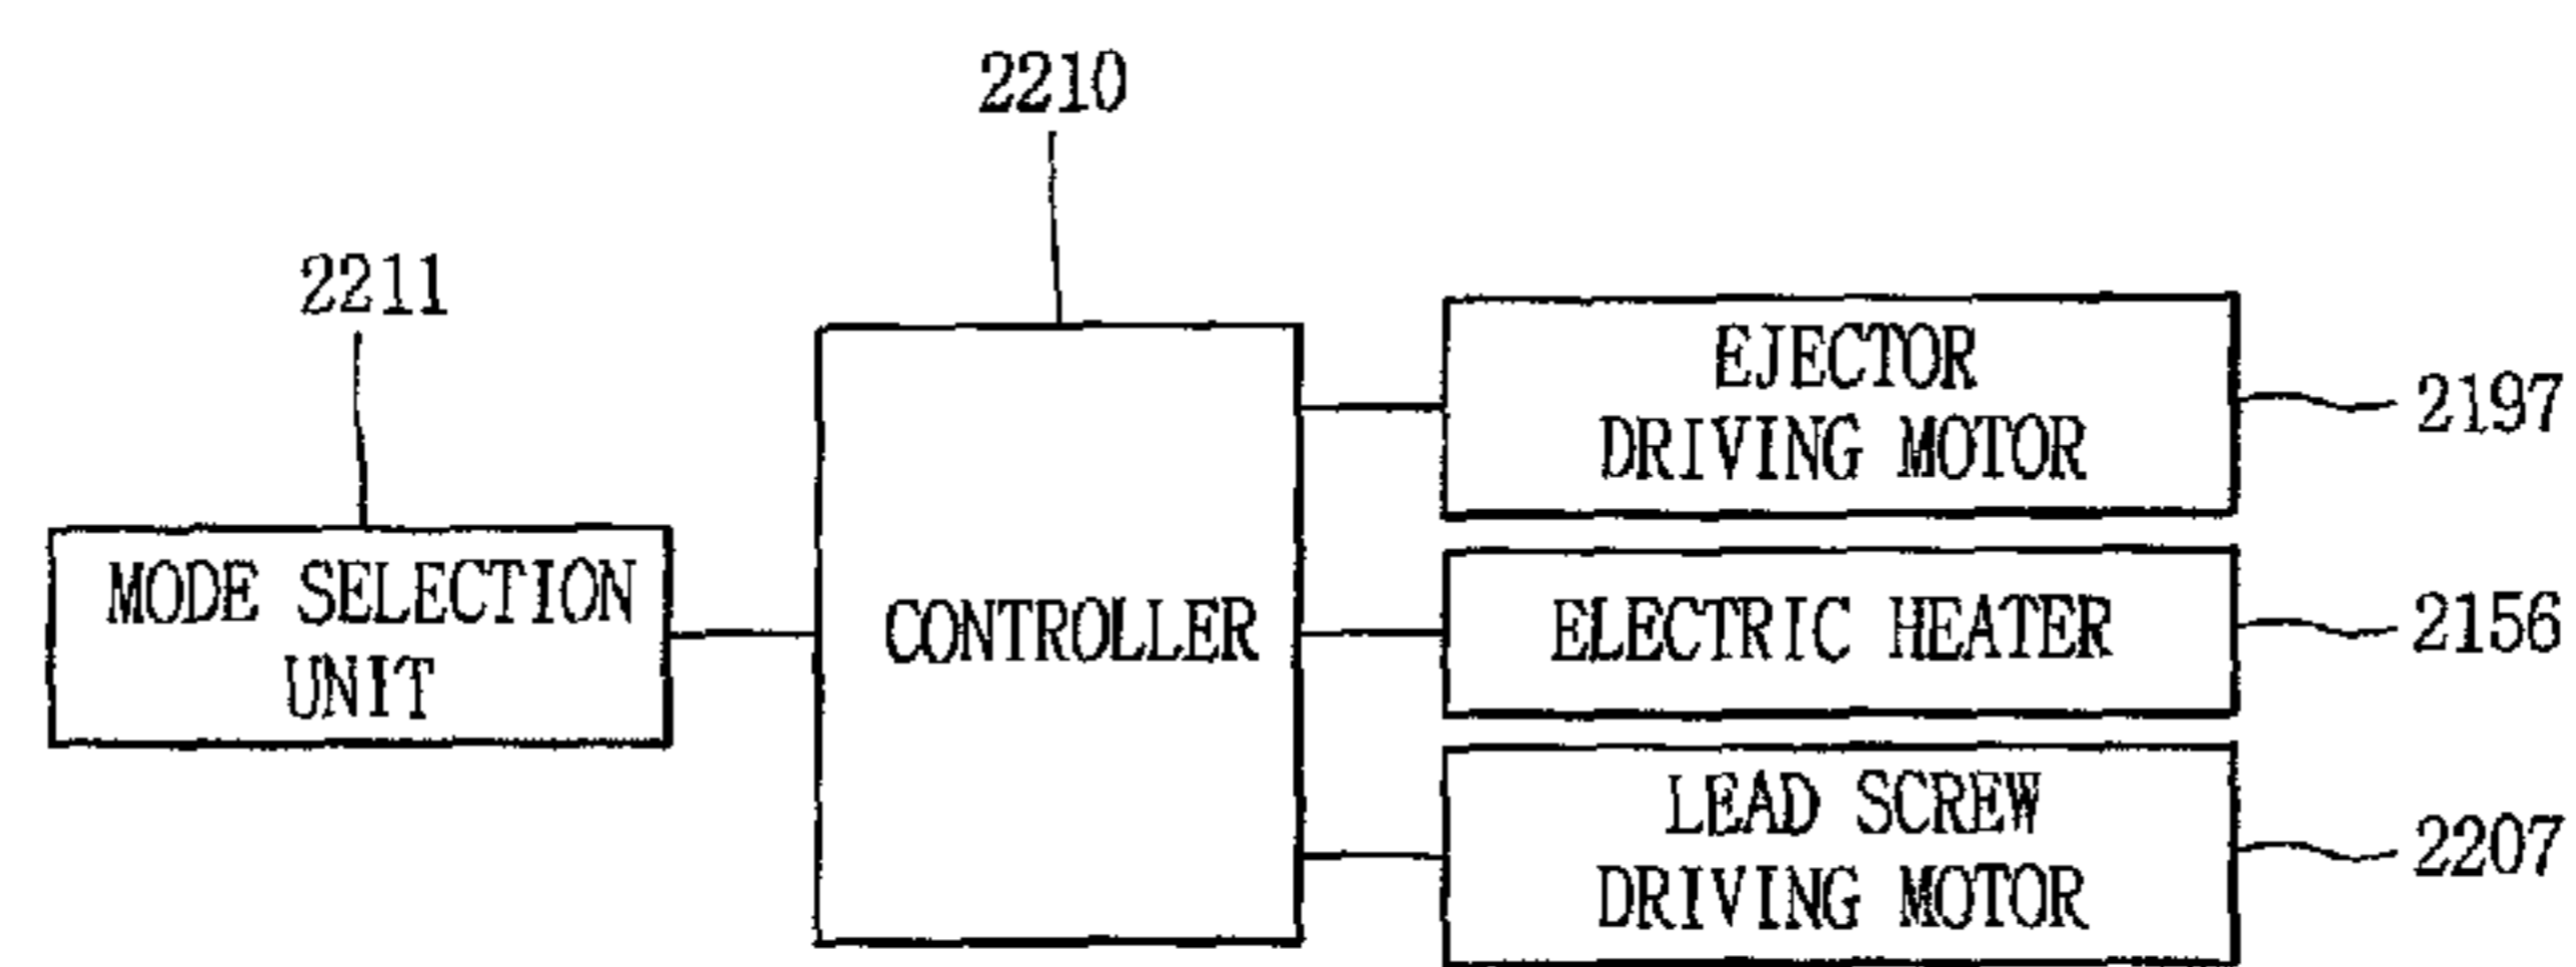 2210
2211
MODE SELECTION
UNIT
CONTROLLER
EJECTOR
DRIVING MOTOR
2197
ELECTRIC HEATER
2156
LEAD SCREW
DRIVING MOTOR
2207